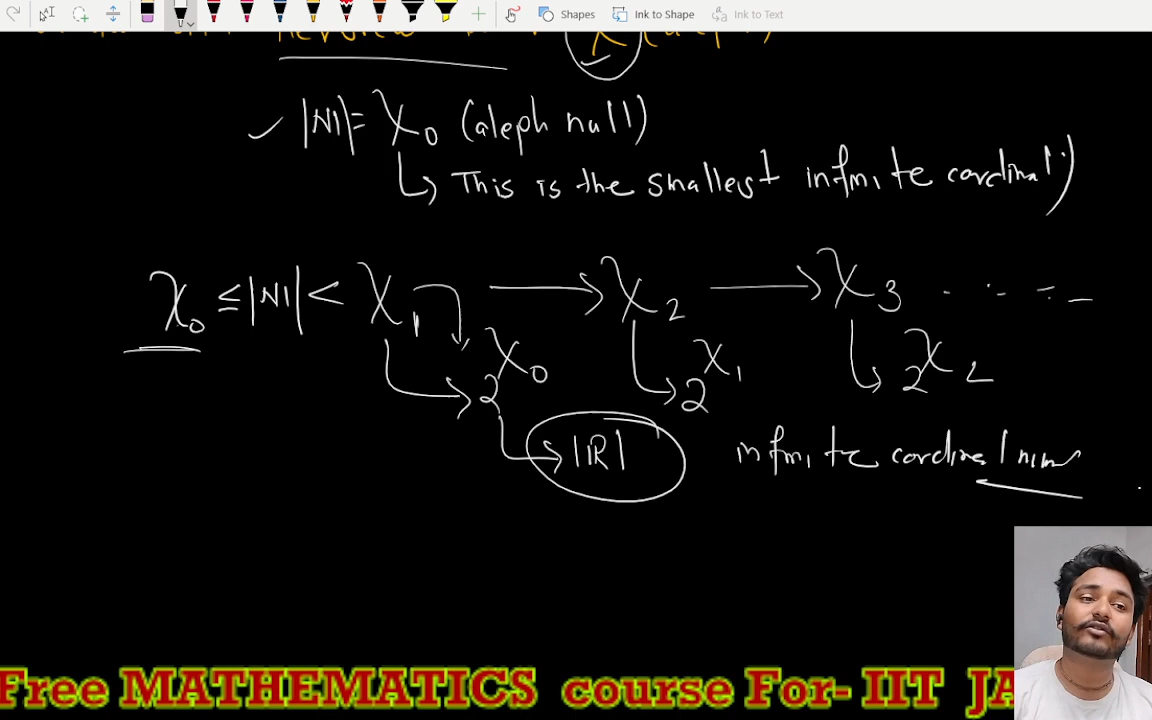 Shapes Ink to Shape Ink to Text
|N| = ℵ0 (aleph null)
↳ This is the smallest infinite cardinal
ℵ0 ≤ |N| < ℵ1 → ℵ2 → ℵ3 . . . . .
2^ℵ0 2^ℵ1 2^ℵ2
|R| infinite cardinal num
Free MATHEMATICS course For- IIT JA